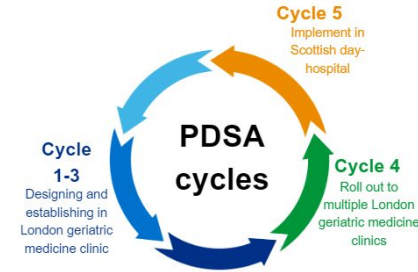 Cycle 5
Implement in
Scottish day-
hospital
PDSA
cycles
Cycle
1-3
Designing and
establishing in
London geriatric
medicine clinic
Cycle 4
Roll out to
multiple London
geriatric medicine
clinics